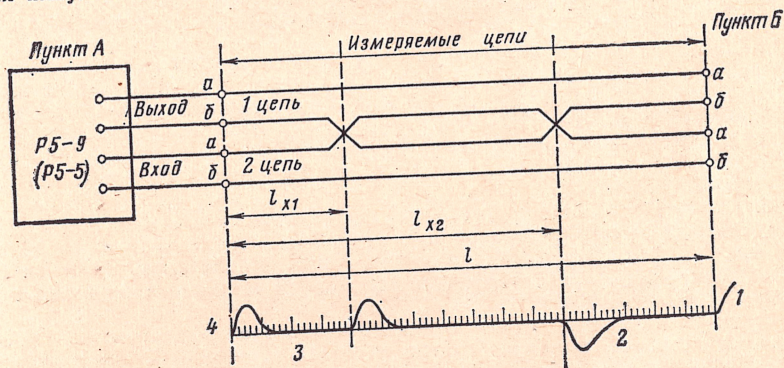 Пункт А
Пункт Б
Измеряемые цепи
а
а
Выход
б
1 цепь
б
Р5-9
(Р5-5)
а
а
Вход
б
2 цепь
б
l x1
l x2
l
4
3
2
1